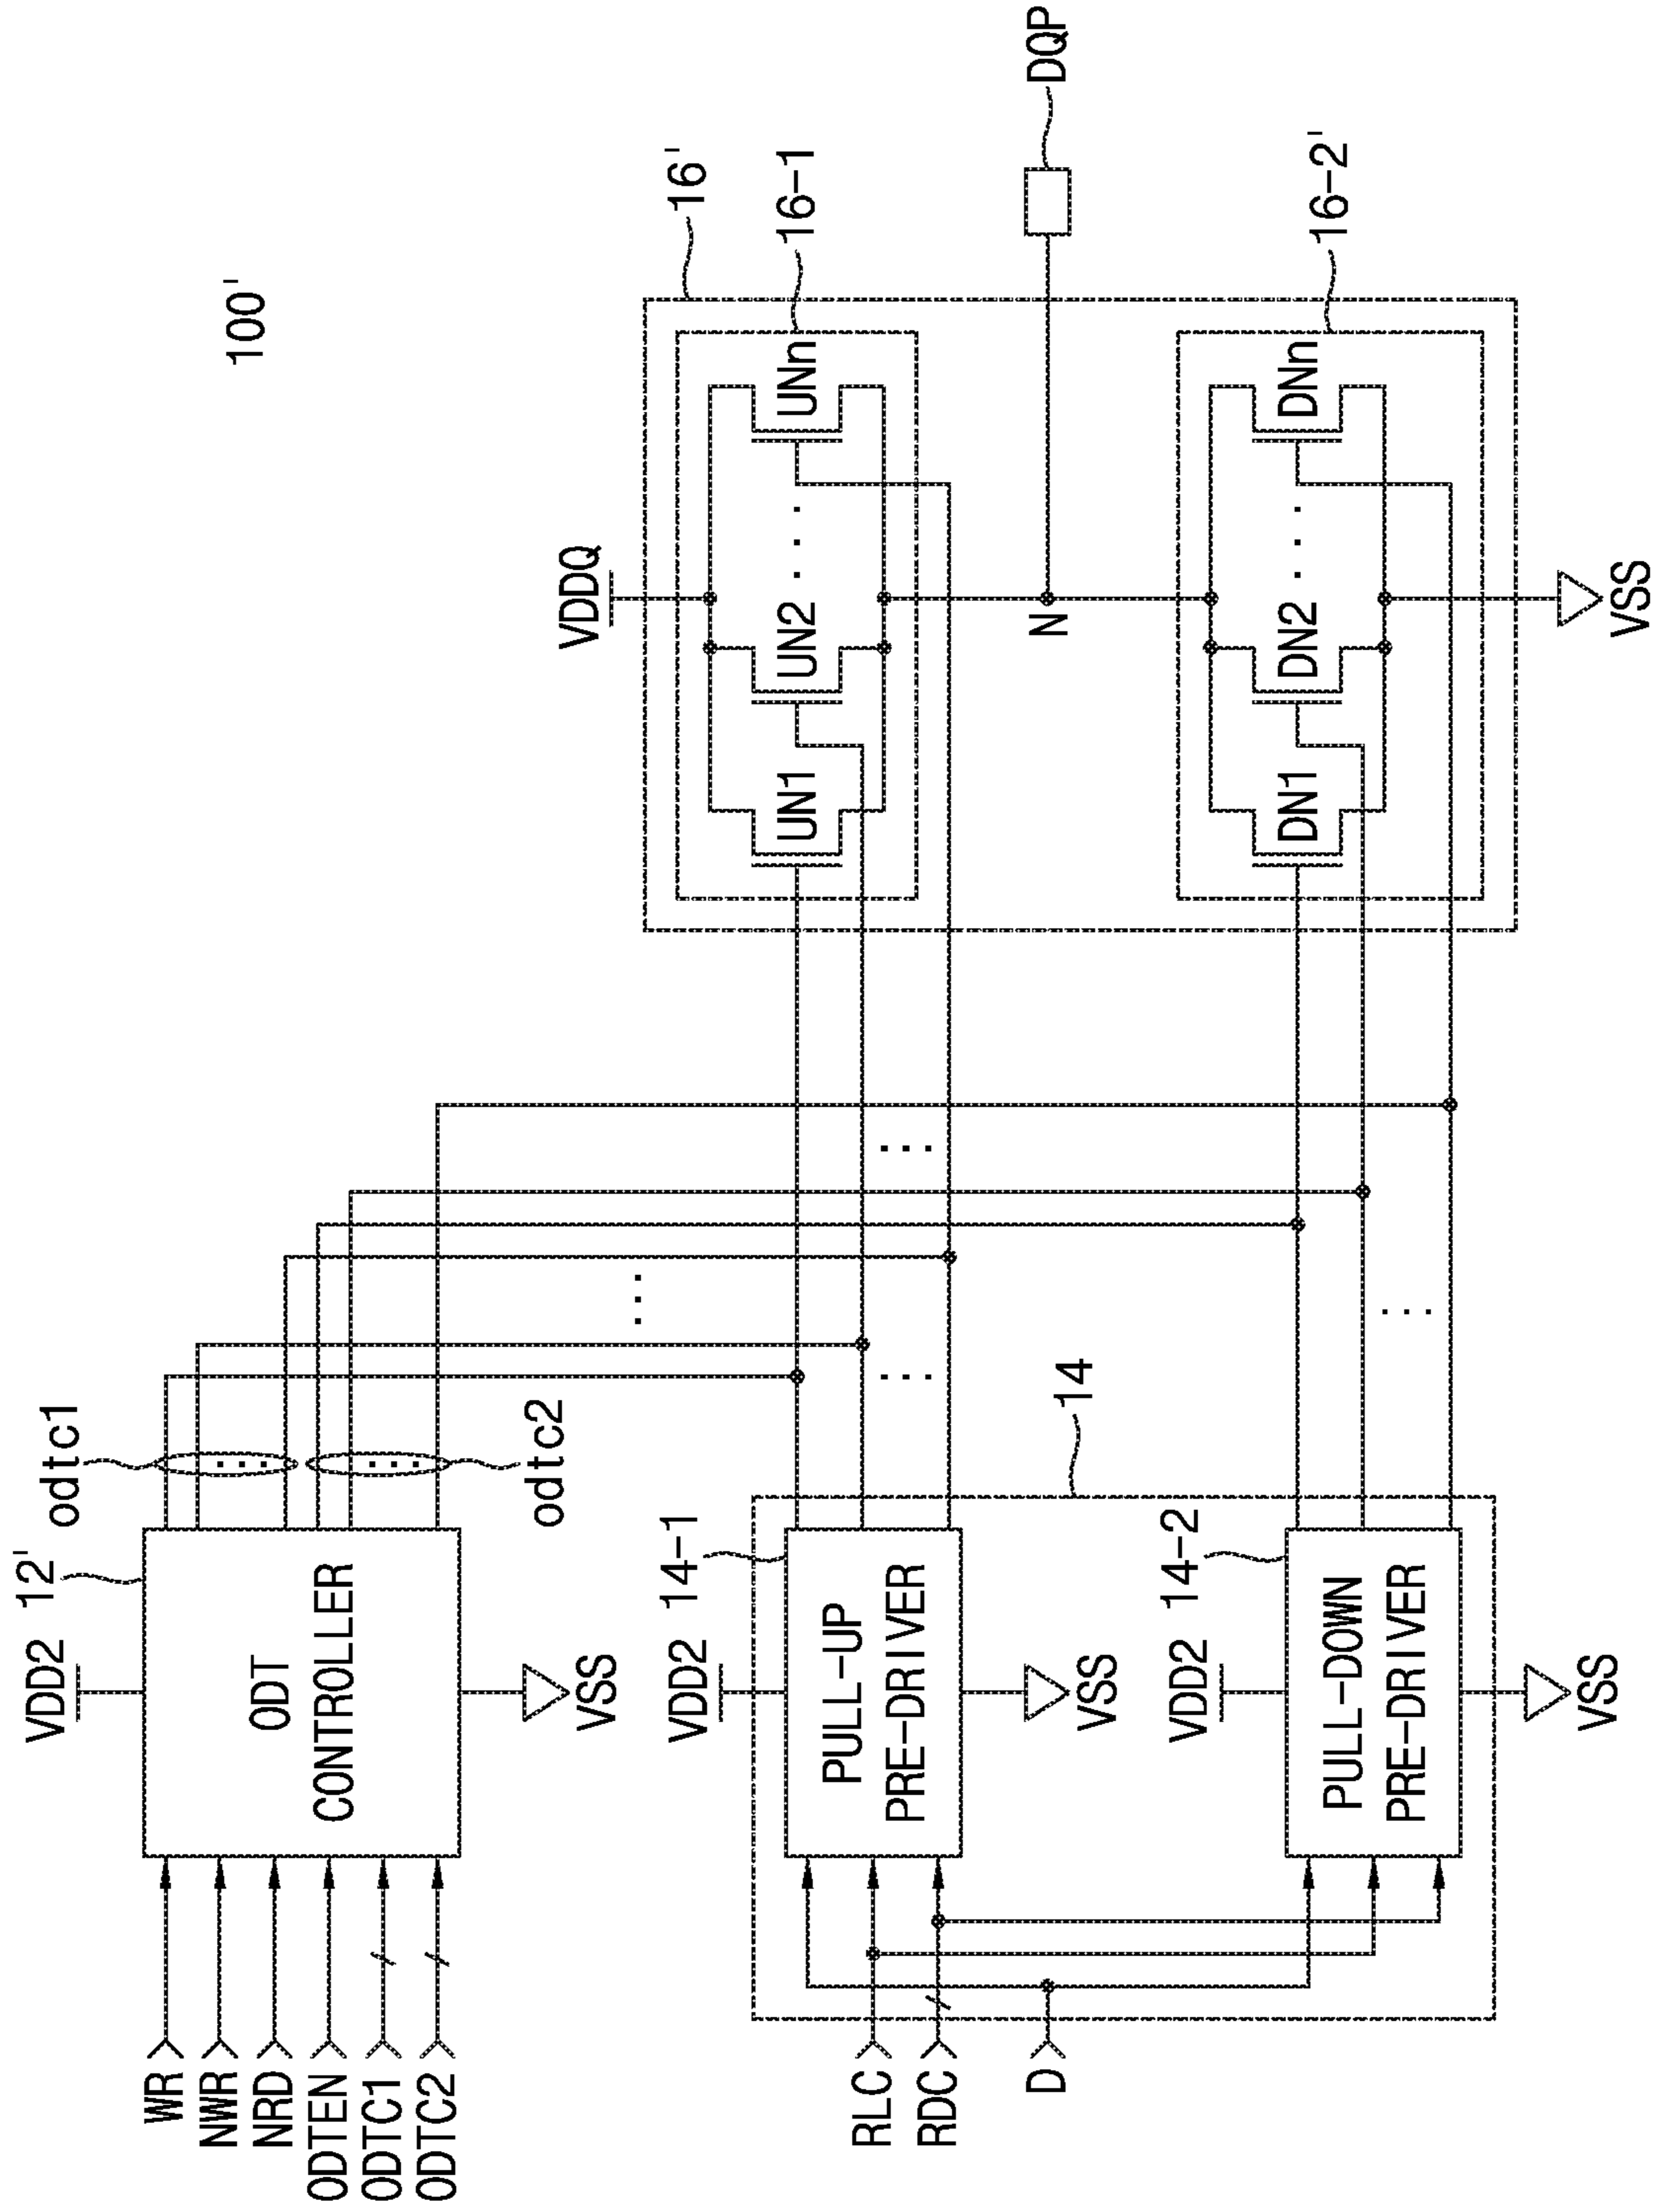 100'
VDD2
12'
odtc1
WR
NWR
NRD
ODTEN
ODTC1
ODTC2
ODT
CONTROLLER
odtc2
VSS
VDDQ
16'
16-1
UN1
UN2
UNn
VDD2
14-1
14
PULL-UP
PRE-DRIVER
RLC
RDC
D
VSS
N
DQP
VDD2
14-2
PULL-DOWN
PRE-DRIVER
VSS
16-2'
DN1
DN2
DNn
VSS